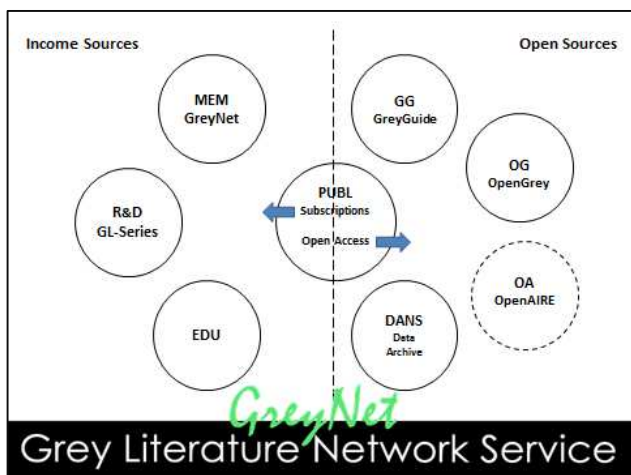 Income Sources
Open Sources
MEM
GreyNet
GG
GreyGuide
OG
OpenGrey
R&D
GL-Series
PUBL
Subscriptions
Open Access
OA
OpenAIRE
EDU
DANS
Data
Archive
GreyNet
Grey Literature Network Service